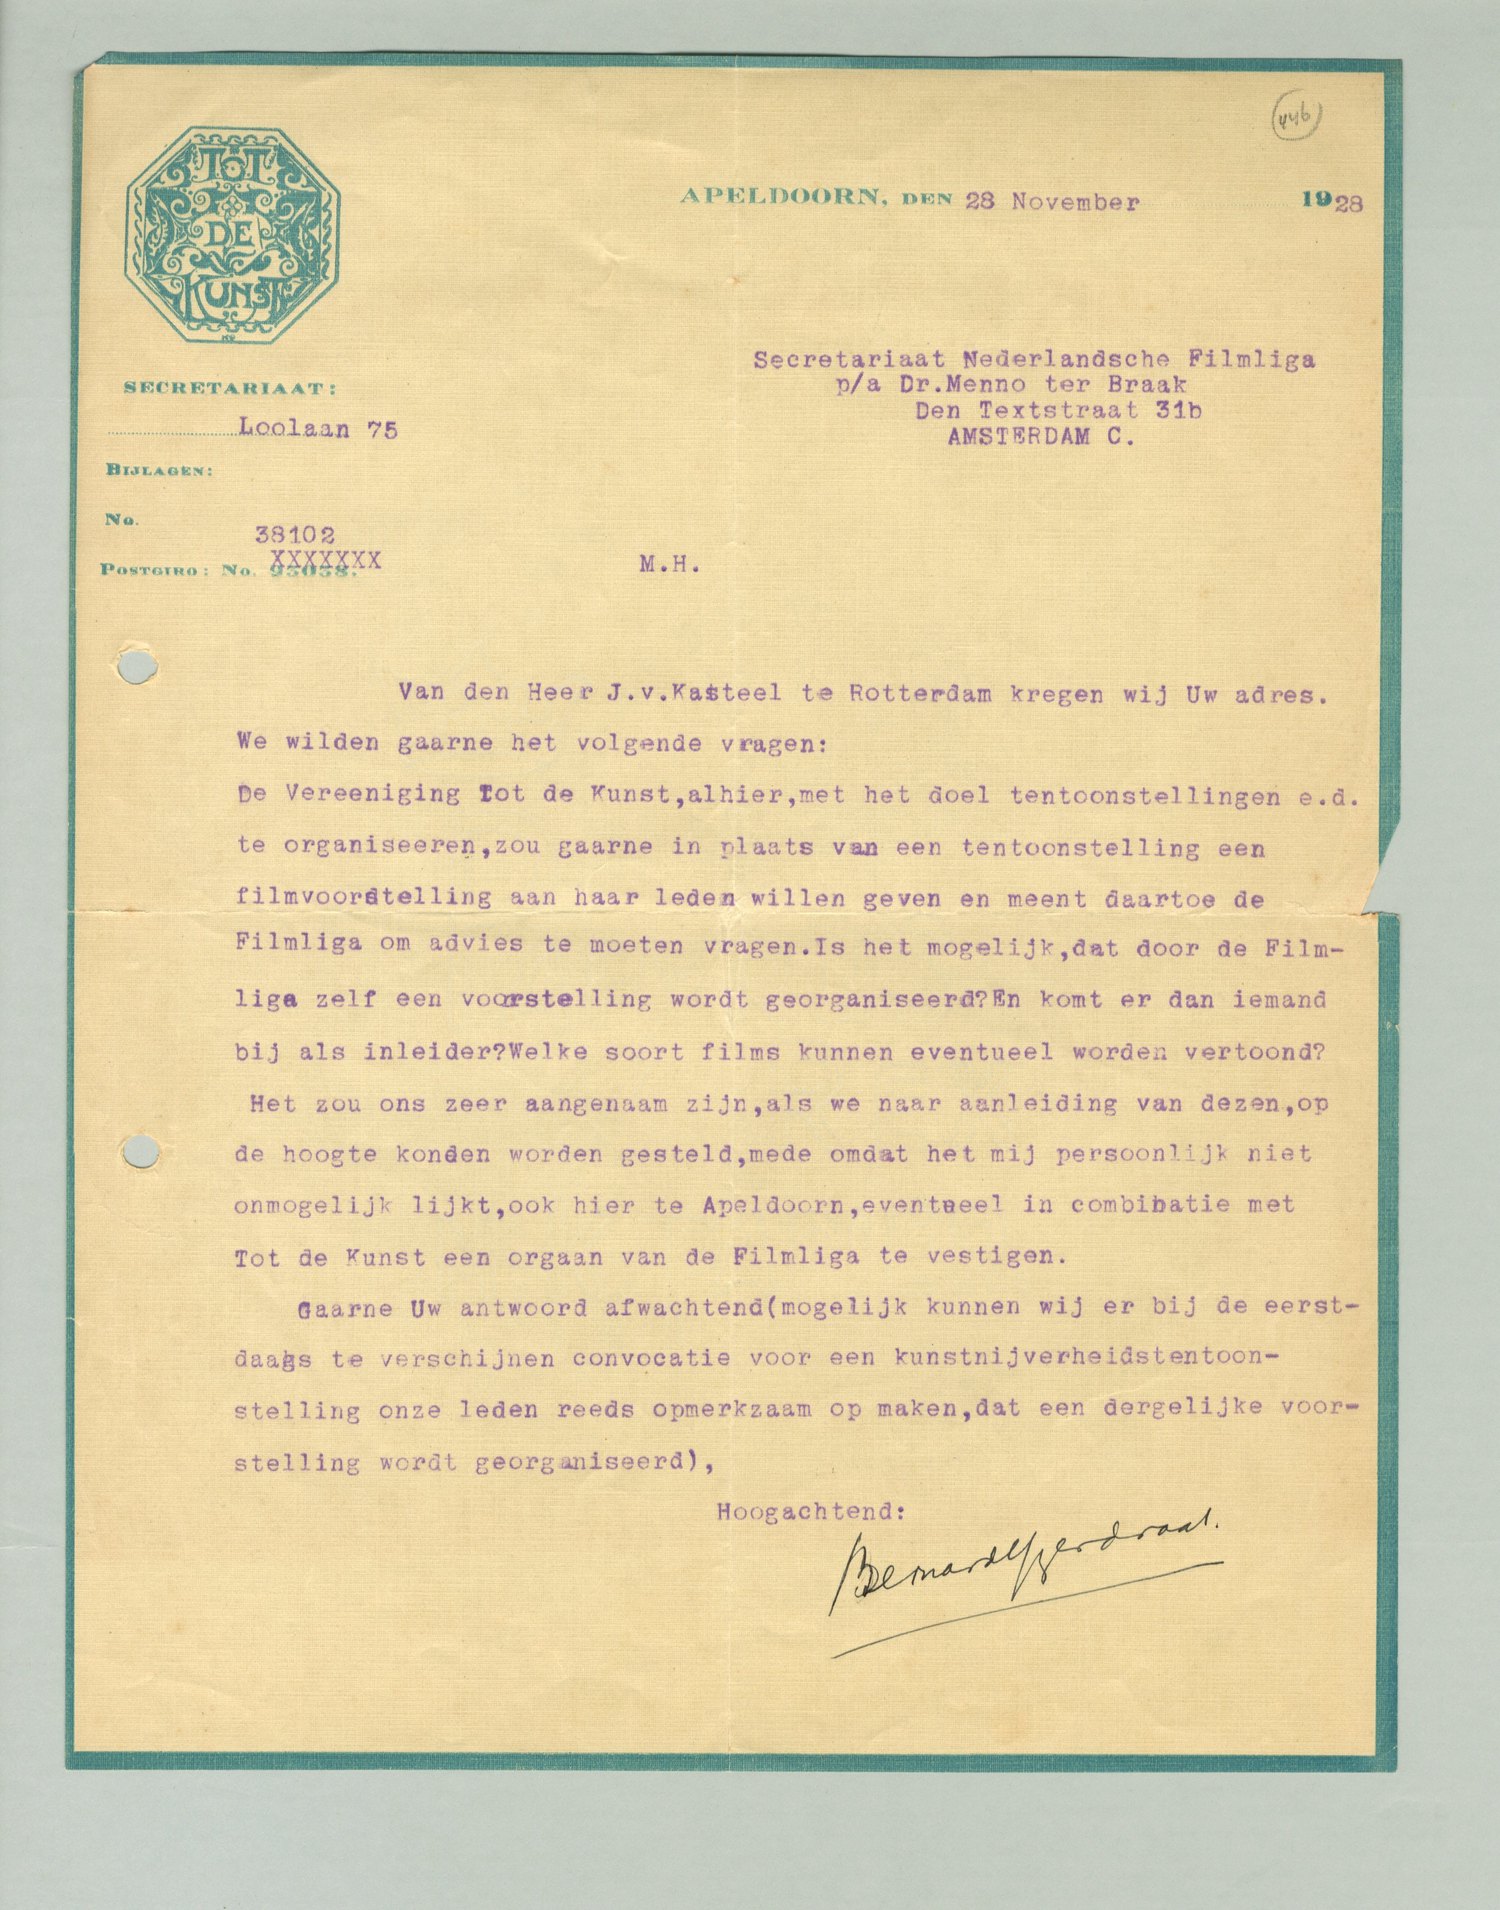 446
TOT
DE
KUNST
APELDOORN, DEN 28 November 1928
Secretariaat Nederlandsche Filmliga
p/a Dr.Menno ter Braak
Den Textstraat 31b
AMSTERDAM C.
SECRETARIAAT:
Loolaan 75
BIJLAGEN:
No.
38102
XXXXXXX
POSTGIRO: No. 93038.
M.H.
Van den Heer J.v.Kasteel te Rotterdam kregen wij Uw adres.
We wilden gaarne het volgende vragen:
De Vereeniging Tot de Kunst,alhier,met het doel tentoonstellingen e.d.
te organiseeren,zou gaarne in plaats van een tentoonstelling een
filmvoorstelling aan haar leden willen geven en meent daartoe de
Filmliga om advies te moeten vragen.Is het mogelijk,dat door de Film-
liga zelf een voorstelling wordt georganiseerd?En komt er dan iemand
bij als inleider?Welke soort films kunnen eventueel worden vertoond?
Het zou ons zeer aangenaam zijn,als we naar aanleiding van dezen,op
de hoogte konden worden gesteld,mede omdat het mij persoonlijk niet
onmogelijk lijkt,ook hier te Apeldoorn,eventueel in combinatie met
Tot de Kunst een orgaan van de Filmliga te vestigen.
Gaarne Uw antwoord afwachtend(mogelijk kunnen wij er bij de eerst-
daags te verschijnen convocatie voor een kunstnijverheidstentoon-
stelling onze leden reeds opmerkzaam op maken,dat een dergelijke voor-
stelling wordt georganiseerd),
Hoogachtend: